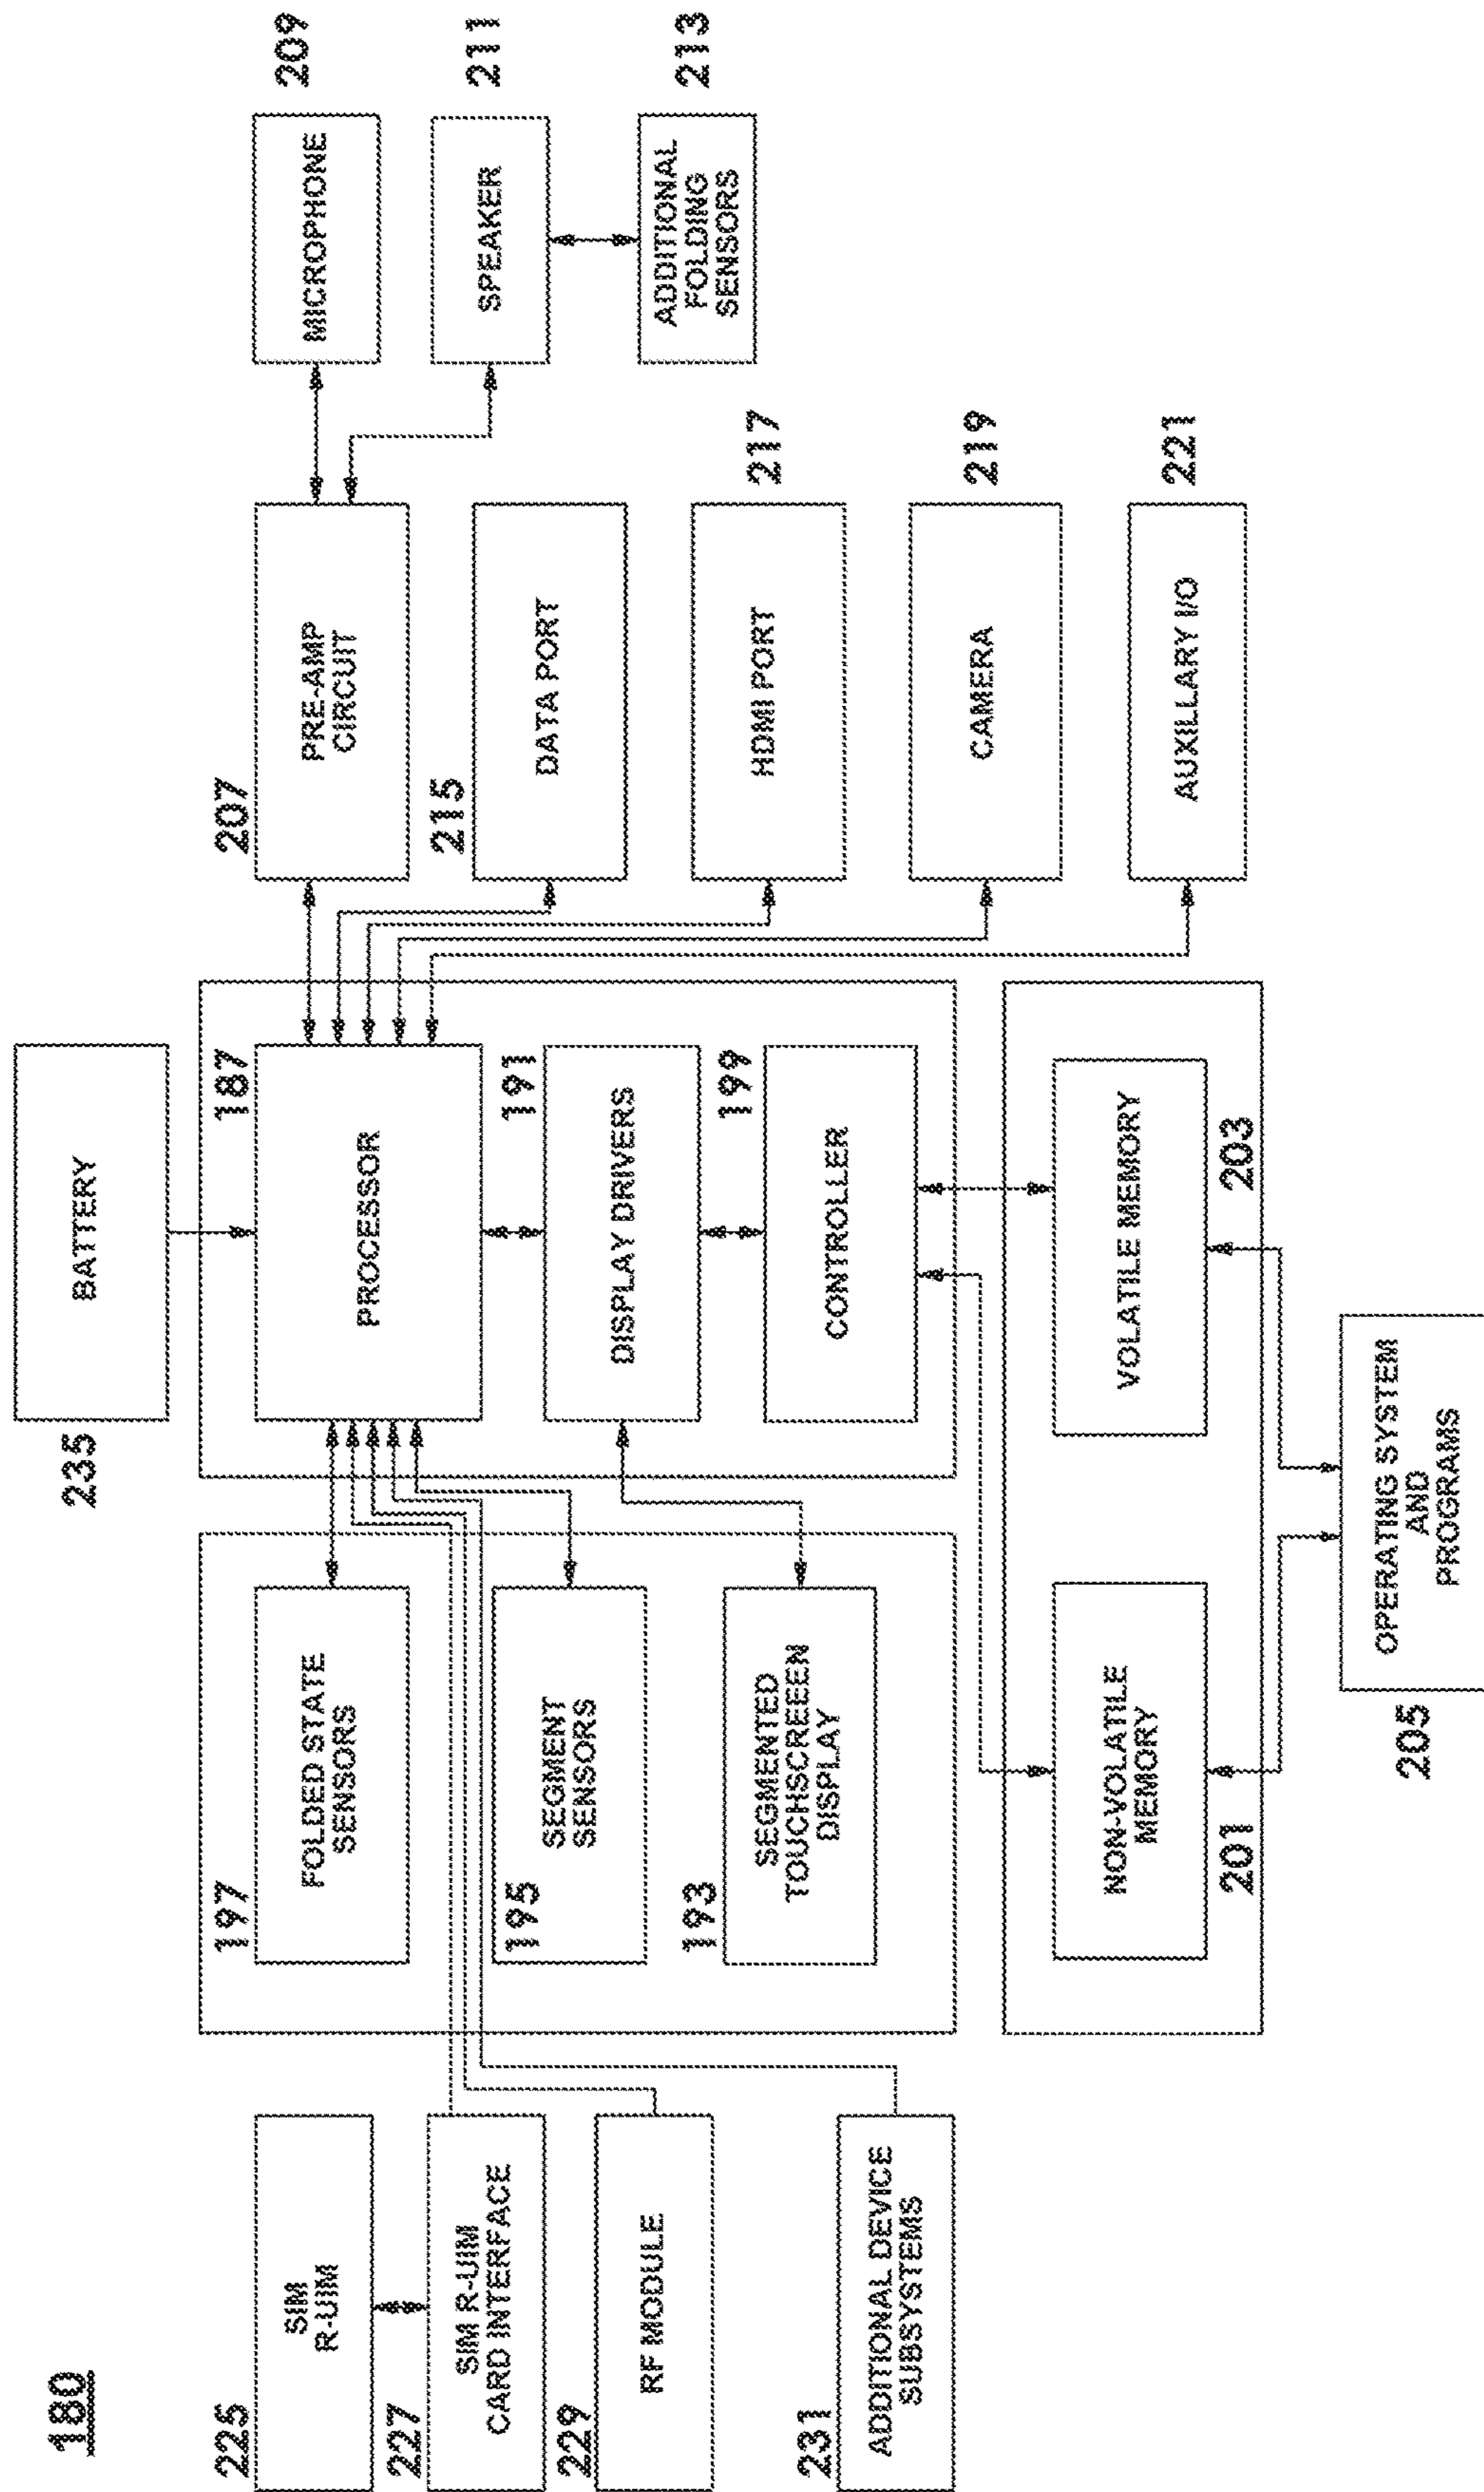 180
BATTERY
235
225
SIM
R-UIM
227
SIM R-UIM
CARD INTERFACE
229
RF MODULE
231
ADDITIONAL DEVICE
SUBSYSTEMS
197
FOLDED STATE
SENSORS
195
SEGMENT
SENSORS
193
SEGMENTED
TOUCHSCREEEN
DISPLAY
187
PROCESSOR
191
DISPLAY DRIVERS
199
CONTROLLER
NON-VOLATILE
MEMORY
201
VOLATILE MEMORY
203
205
OPERATING SYSTEM
AND
PROGRAMS
207
PRE-AMP
CIRCUIT
215
DATA PORT
HDMI PORT
217
CAMERA
219
AUXILLARY I/O
221
MICROPHONE
209
SPEAKER
211
ADDITIONAL
FOLDING
SENSORS
213